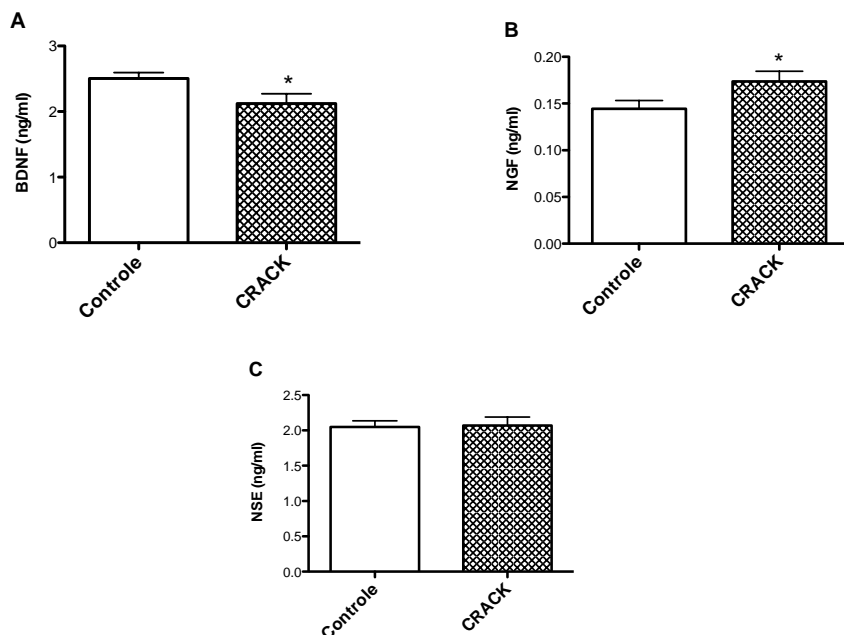 A
BDNF (ng/ml)
3
2
1
0
*
Controle
CRACK
B
NGF (ng/ml)
0.20
0.15
0.10
0.05
0.00
*
Controle
CRACK
C
NSE (ng/ml)
2.5
2.0
1.5
1.0
0.5
0.0
Controle
CRACK